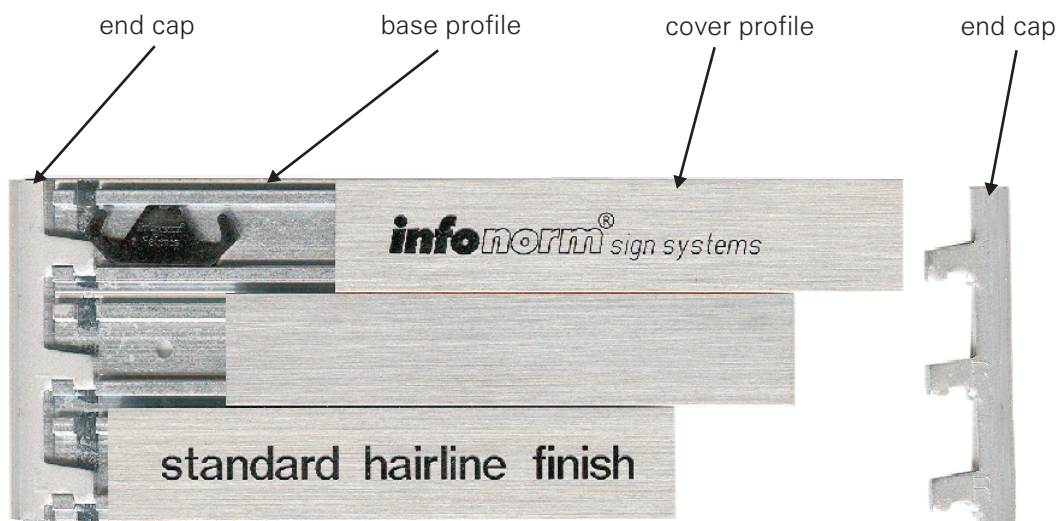 end cap base profile cover profile end cap
infonorm® sign systems
standard hairline finish